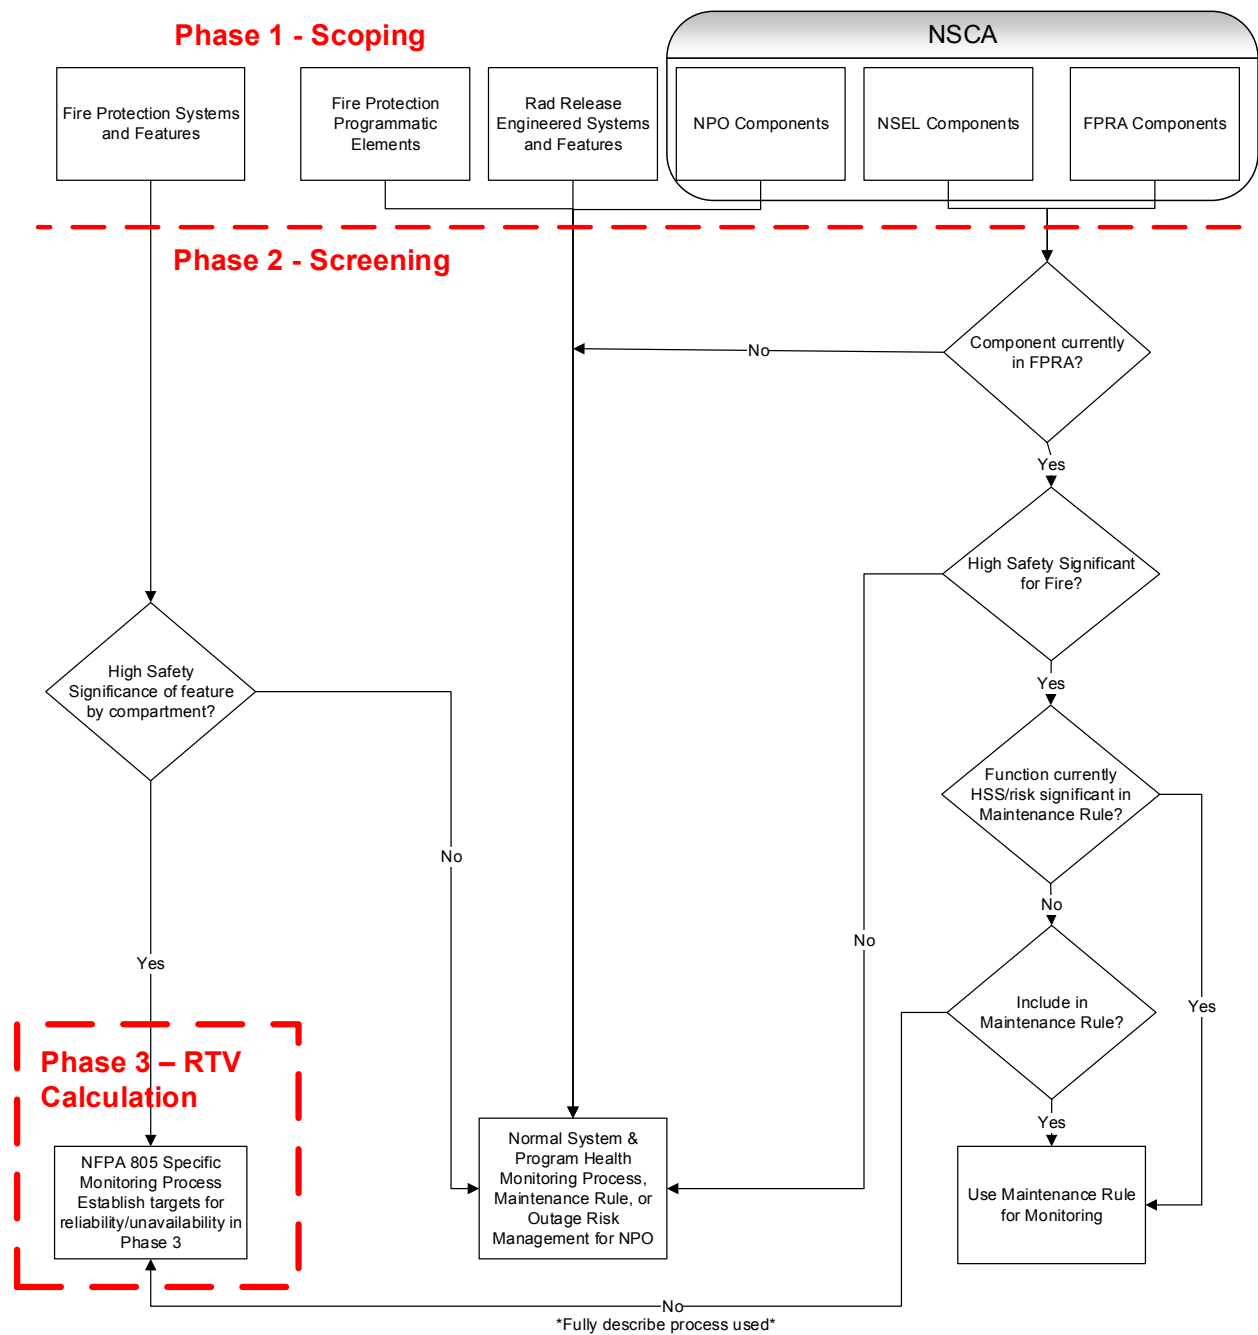 Phase 1 - Scoping
NSCA
Fire Protection Systems
and Features
Fire Protection
Programmatic
Elements
Rad Release
Engineered Systems
and Features
NPO Components
NSEL Components
FPRA Components
Phase 2 - Screening
Component currently
in FPRA?
No
Yes
High Safety Significant
for Fire?
No
Yes
High Safety
Significance of feature
by compartment?
No
Yes
Function currently
HSS/risk significant in
Maintenance Rule?
Yes
No
Include in
Maintenance Rule?
Yes
Phase 3 – RTV
Calculation
NFPA 805 Specific
Monitoring Process
Establish targets for
reliability/unavailability in
Phase 3
Normal System &
Program Health
Monitoring Process,
Maintenance Rule, or
Outage Risk
Management for NPO
Use Maintenance Rule
for Monitoring
No
*Fully describe process used*